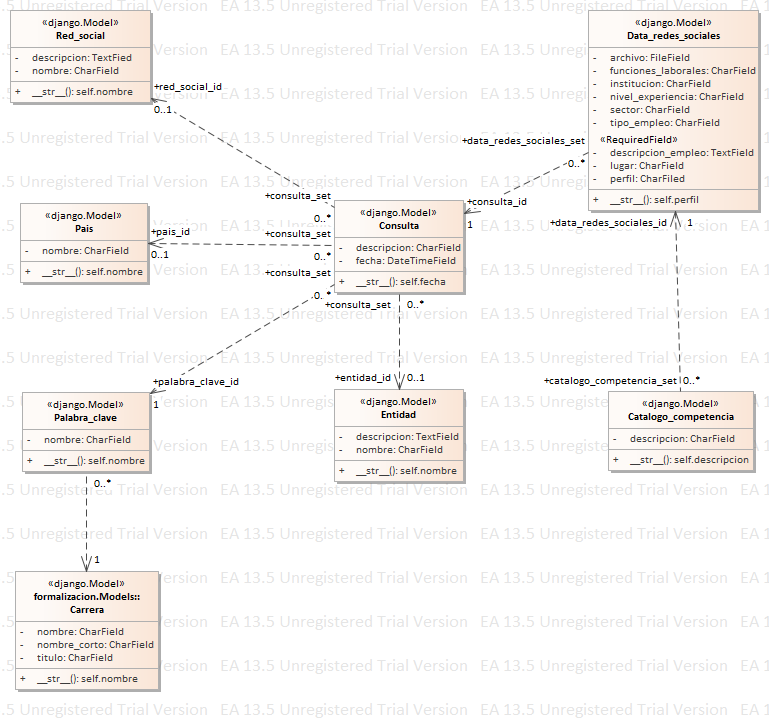 «django.Model»
Red_social
- descripcion: TextFied
- nombre: CharField
+ __str__(): self.nombre
«django.Model»
Data_redes_sociales
- archivo: FileField
- funciones_laborales: CharField
- institucion: CharField
- nivel_experiencia: CharField
- sector: CharField
- tipo_empleo: CharField
«RequiredField»
- descripcion_empleo: TextField
- lugar: CharField
- perfil: CharFiled
+ __str__(): self.perfil
+red_social_id
0..1
+data_redes_sociales_set
0..*
+consulta_id
1
+data_redes_sociales_id
1
+consulta_set
0..*
«django.Model»
Pais
- nombre: CharField
+ __str__(): self.nombre
+pais_id
0..1
+consulta_set
0..*
«django.Model»
Consulta
- descripcion: CharField
- fecha: DateTimeField
+ __str__(): self.fecha
+consulta_set
0..*
+consulta_set
0..*
+palabra_clave_id
1
+entidad_id
0..1
+catalogo_competencia_set
0..*
«django.Model»
Palabra_clave
- nombre: CharField
+ __str__(): self.nombre
«django.Model»
Entidad
- descripcion: TextField
- nombre: CharField
+ __str__(): self.nombre
«django.Model»
Catalogo_competencia
- descripcion: CharField
+ __str__(): self.descripcion
0..*
1
«django.Model»
formalizacion.Models::
Carrera
- nombre: CharField
- nombre_corto: CharField
- titulo: CharField
+ __str__(): self.nombre
EA 13.5 Unregistered Trial Version